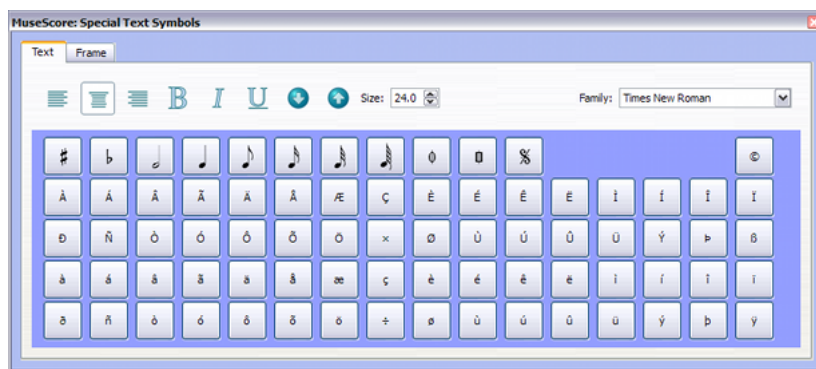 MuseScore: Special Text Symbols
Text Frame
B I U Size: 24.0 Family: Times New Roman
♯ ♭ 𝅗𝅥 ♩ ♪ 𝅘𝅥𝅯 𝅘𝅥𝅰 𝅘𝅥𝅱 𝄌 𝄋 ©
À Á Â Ã Ä Å Æ Ç È É Ê Ë Ì Í Î Ï
Ð Ñ Ò Ó Ô Õ Ö × Ø Ù Ú Û Ü Ý Þ ß
à á â ã ä å æ ç è é ê ë ì í î ï
ð ñ ò ó ô õ ö ÷ ø ù ú û ü ý þ ÿ